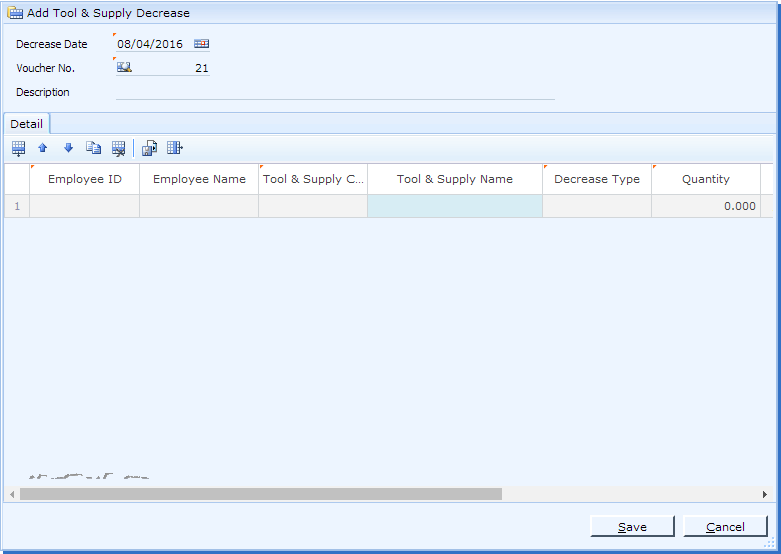 Add Tool & Supply Decrease
Decrease Date 08/04/2016
Voucher No. 21
Description
Detail
Employee ID Employee Name Tool & Supply C... Tool & Supply Name Decrease Type Quantity
1 0.000
Save Cancel